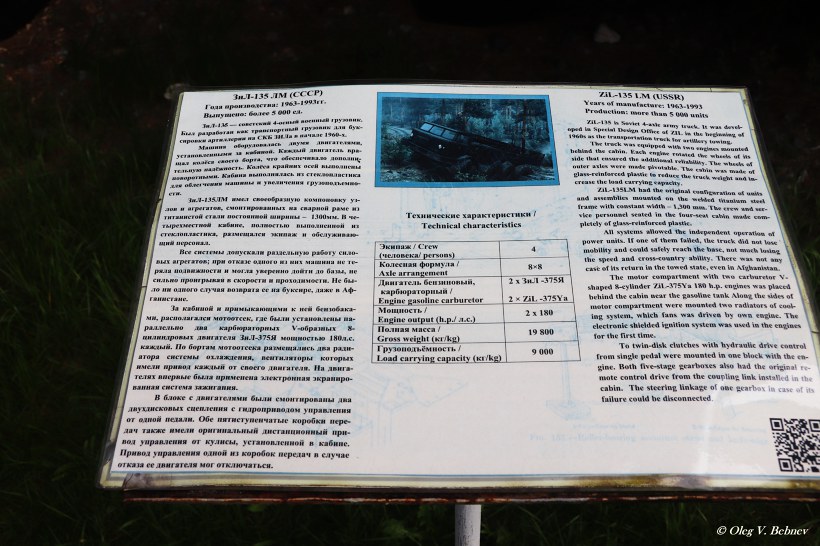 ЗиЛ-135 ЛМ (СССР)
Года производства: 1963-1993гг.
Выпущено: более 5 000 ед.
ЗиЛ-135 — советский 4-осный военный грузовик.
Был разработан как транспортный грузовик для бук-
сировки артиллерии на СКБ ЗИЛа в начале 1960-х.
Машина оборудовалась двумя двигателями,
установленными за кабиной. Каждый двигатель вра-
щал колёса своего борта, что обеспечивало дополни-
тельную надёжность. Колёса крайних осей выполнены
поворотными. Кабина выполнялась из стеклопластика
для облегчения машины и увеличения грузоподъемно-
сти.
ЗиЛ-135ЛМ имел своеобразную компоновку уз-
лов и агрегатов, смонтированных на сварной раме из
титанистой стали постоянной ширины – 1300мм. В че-
тырехместной кабине, полностью выполненной из
стеклопластика, размещался экипаж и обслуживаю-
щий персонал.
Все системы допускали раздельную работу сило-
вых агрегатов; при отказе одного из них машина не те-
ряла подвижности и могла уверенно дойти до базы, не
сильно проигрывая в скорости и проходимости. Не бы-
ло ни одного случая возврата ее на буксире, даже в Аф-
ганистане.
За кабиной и примыкающими к ней бензобака-
ми, располагался мотоотсек, где были установлены па-
раллельно два карбюраторных V-образных 8-
цилиндровых двигателя ЗиЛ-375Я мощностью 180л.с.
каждый. По бортам мотоотсека размещались два ради-
атора системы охлаждения, вентиляторы которых
имели привод каждый от своего двигателя. На двига-
телях впервые была применена электронная экраниро-
ванная система зажигания.
В блоке с двигателями были смонтированы два
двухдисковых сцепления с гидроприводом управления
от одной педали. Обе пятиступенчатые коробки пере-
дач также имели оригинальный дистанционный при-
вод управления от кулисы, установленной в кабине.
Привод управления одной из коробок передач в случае
отказа ее двигателя мог отключаться.
Технические характеристики /
Technical characteristics
Экипаж / Crew
(человека/ persons)
4
Колесная формула /
Axle arrangement
8×8
Двигатель бензиновый,
карбюраторный /
Engine gasoline carburetor
2 x ЗиЛ -375Я
2 × ZiL -375Ya
Мощность /
Engine output (h.p./ л.с.)
2 x 180
Полная масса /
Gross weight (кг/kg)
19 800
Грузоподъёмность /
Load carrying capacity (кг/kg)
9 000
ZiL-135 LM (USSR)
Years of manufacture: 1963-1993
Production: more than 5 000 units
ZiL-135 is Soviet 4-axle army truck. It was devel-
oped in Special Design Office of ZiL in the beginning of
1960s as the transportation truck for artillery towing.
The truck was equipped with two engines mounted
behind the cabin. Each engine rotated the wheels of its
side that ensured the additional reliability. The wheels of
outer axles were made pivotable. The cabin was made of
glass-reinforced plastic to reduce the truck weight and in-
crease the load carrying capacity.
ZiL-135LM had the original configuration of units
and assemblies mounted on the welded titanium steel
frame with constant width – 1,300 mm. The crew and ser-
vice personnel seated in the four-seat cabin made com-
pletely of glass-reinforced plastic.
All systems allowed the independent operation of
power units. If one of them failed, the truck did not lose
mobility and could safely reach the base, not much losing
the speed and cross-country ability. There was not any
case of its return in the towed state, even in Afghanistan.
The motor compartment with two carburetor V-
shaped 8-cylinder ZiL-375Ya 180 h.p. engines was placed
behind the cabin near the gasoline tank Along the sides of
motor compartment were mounted two radiators of cool-
ing system, which fans was driven by own engine. The
electronic shielded ignition system was used in the engines
for the first time.
To twin-disk clutches with hydraulic drive control
from single pedal were mounted in one block with the en-
gine. Both five-stage gearboxes also had the original re-
mote control drive from the coupling link installed in the
cabin. The steering linkage of one gearbox in case of its
failure could be disconnected.
© Oleg V. Bebnev